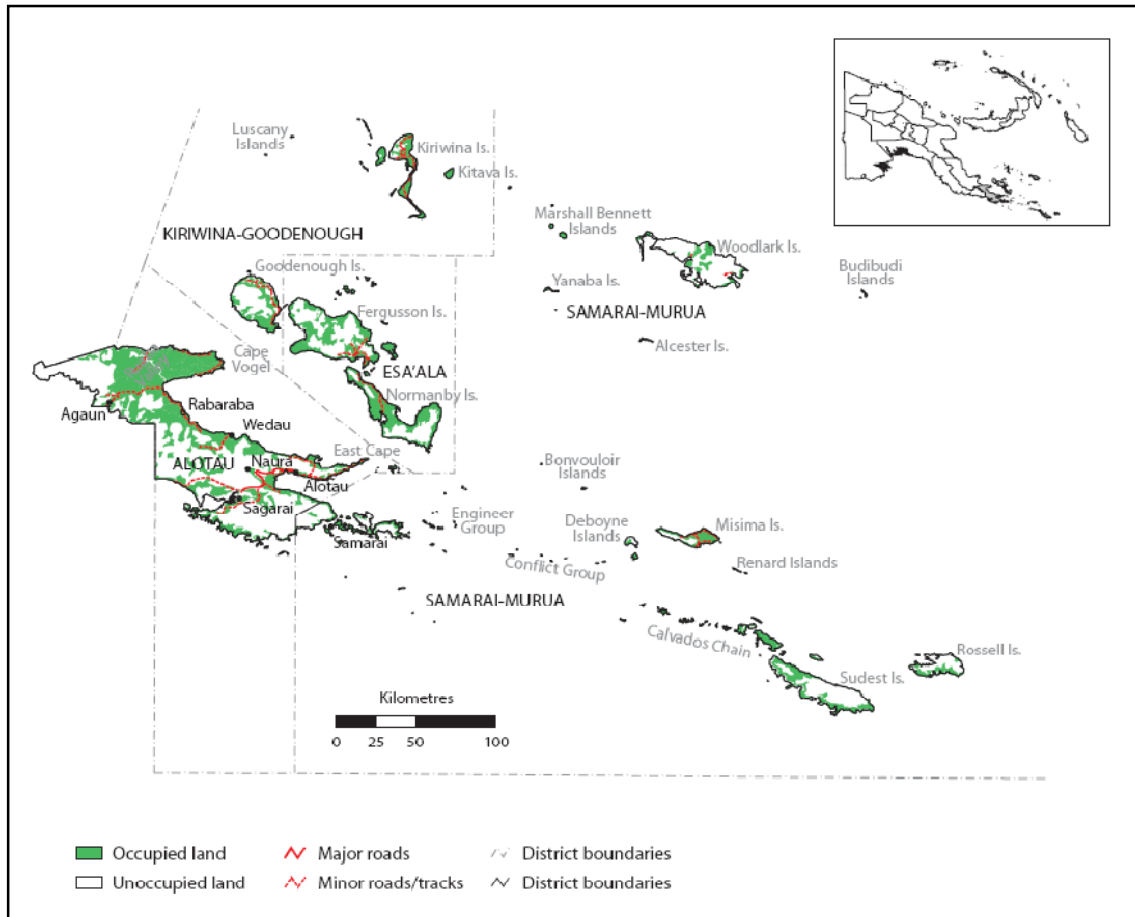 Luscany
Islands
Kiriwina Is.
Kitava Is.
Marshall Bennett
Islands
KIRIWINA-GOODENOUGH
Woodlark Is.
Goodenough Is.
Budibudi
Islands
Yanaba Is.
Fergusson Is.
SAMARAI-MURUA
Alcester Is.
Cape
Vogel
ESA'ALA
Normanby Is.
Agaun
Rabaraba
Wedau
East Cape
ALOTAU
Naura
Bonvouloir
Islands
Alotau
Sagarai
Engineer
Group
Deboyne
Islands
Misima Is.
Samarai
Conflict Group
Renard Islands
SAMARAI-MURUA
Calvados Chain
Rossell Is.
Sudest Is.
Kilometres
0 25 50 100
Occupied land
Major roads
District boundaries
Unoccupied land
Minor roads/tracks
District boundaries